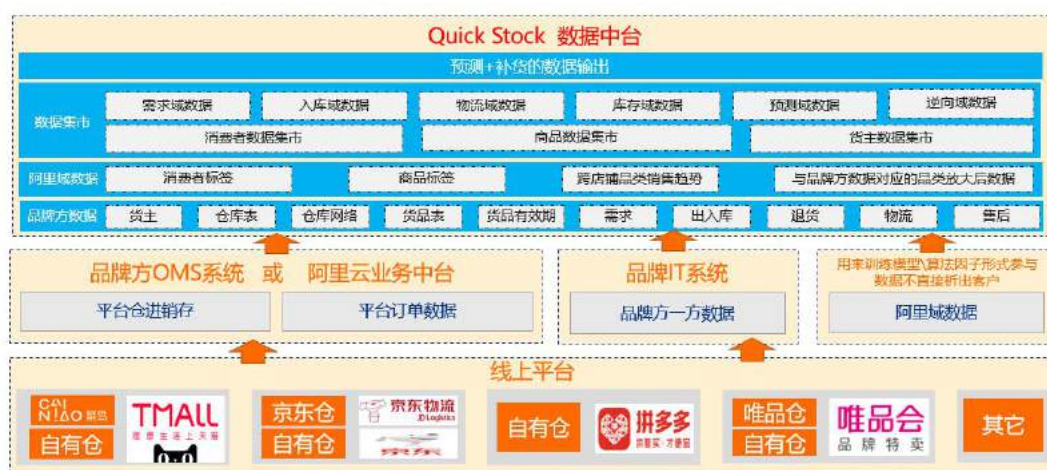 Quick Stock 数据中台
预测+补货的数据输出
数据集市
需求域数据 入库域数据 物流域数据 库存域数据 预测域数据 逆向域数据
消费者数据集市 商品数据集市 货主数据集市
阿里域数据 消费者标签 商品标签 跨店铺品类销售趋势 与品牌方数据对应的品类放大后数据
品牌方数据 货主 仓库表 仓库网络 货品表 货品有效期 需求 出入库 退货 物流 售后
品牌方OMS系统 或 阿里云业务中台
平台仓进销存 平台订单数据
品牌IT系统
品牌方一方数据
用来训练模型\算法因子形式参与
数据不直接析出客户
阿里域数据
线上平台
CAI
NIAO 菜鸟
自有仓
TMALL
理想生活上天猫
京东仓
自有仓
京东物流
JD Logistics
京东
自有仓
拼多多
唯品仓
自有仓
唯品会
品牌特卖
其它